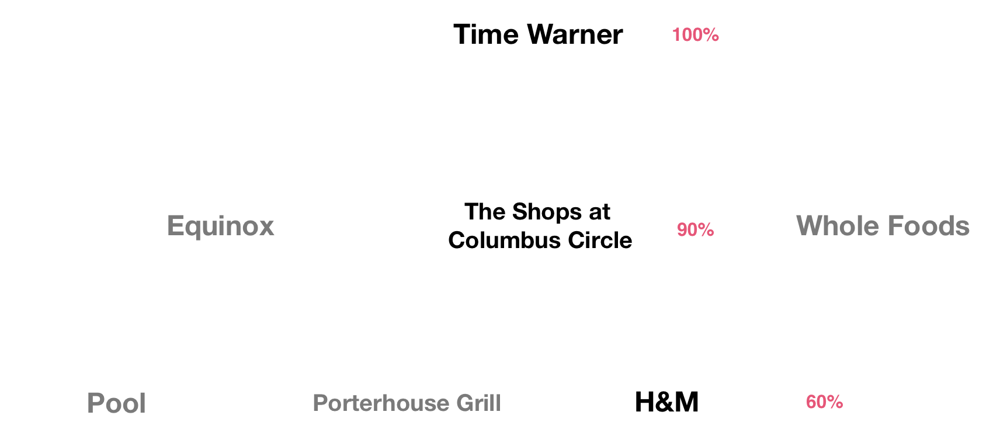 Time Warner 100%
The Shops at
Columbus Circle
Equinox
90%
Whole Foods
Pool
Porterhouse Grill
H&M
60%